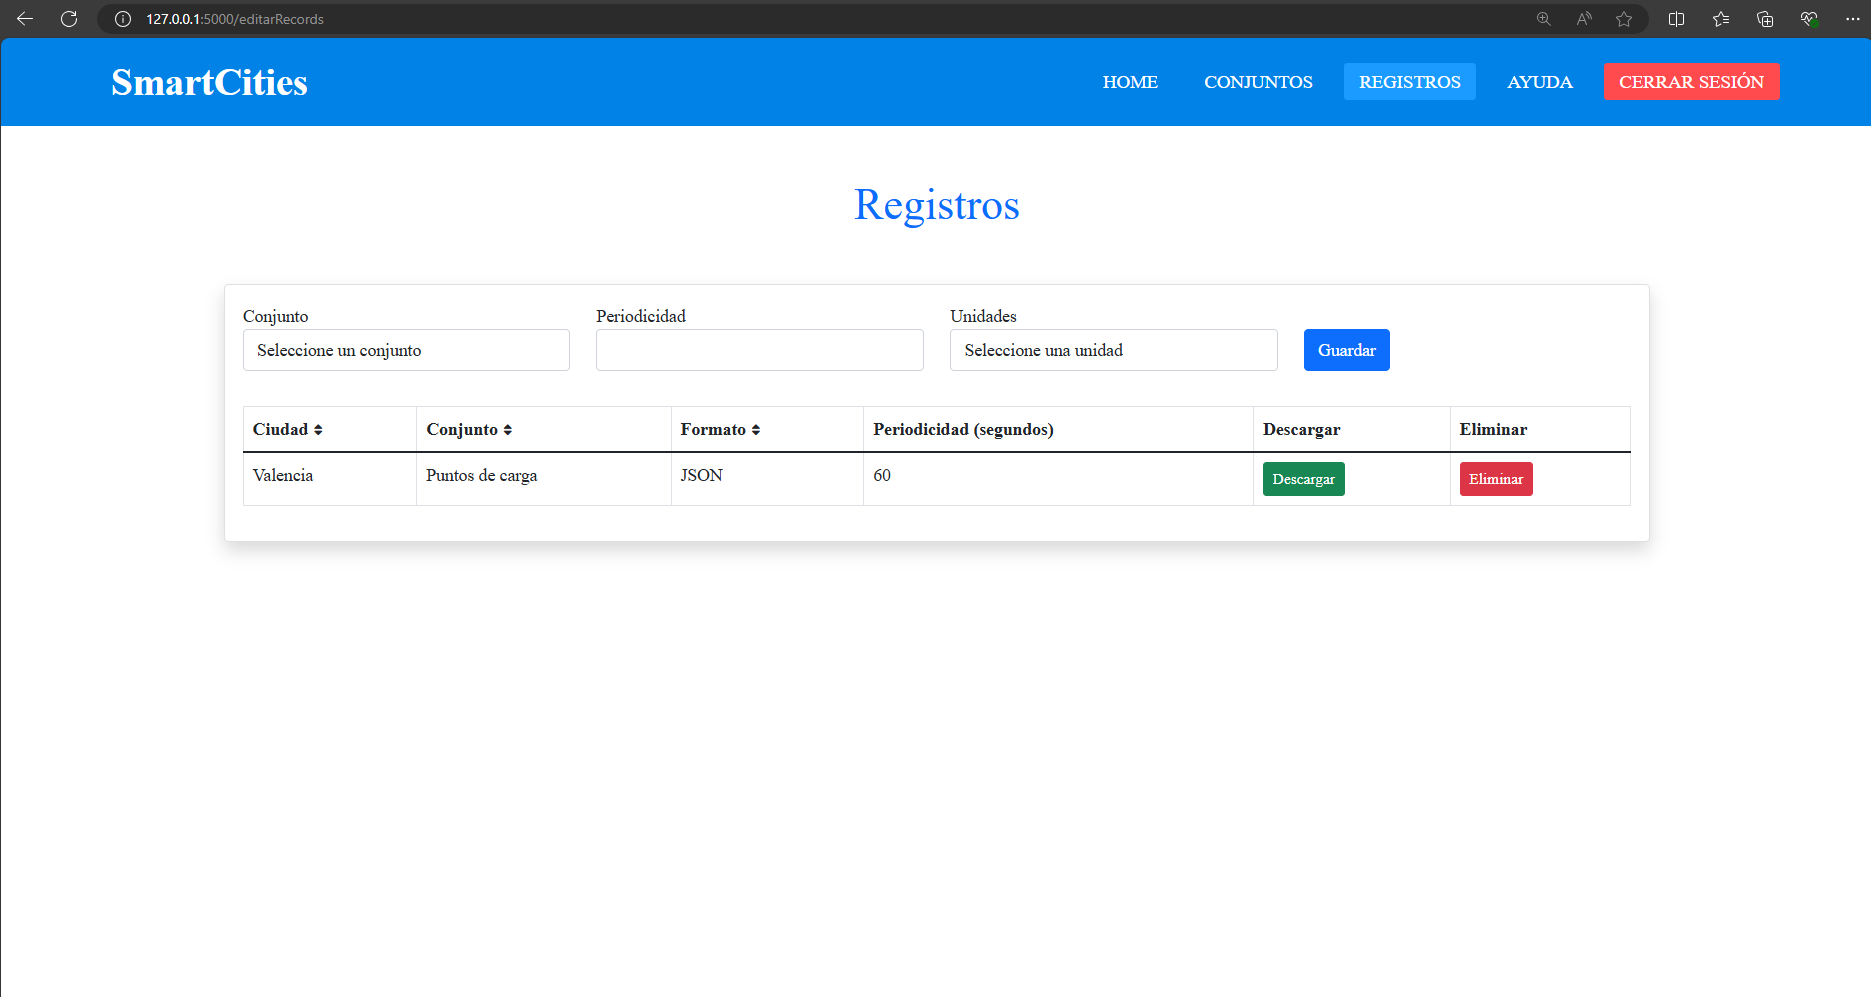 127.0.0.1:5000/editarRecords
SmartCities
HOME CONJUNTOS REGISTROS AYUDA CERRAR SESIÓN
Registros
Conjunto Periodicidad Unidades
Seleccione un conjunto Seleccione una unidad Guardar
Ciudad Conjunto Formato Periodicidad (segundos) Descargar Eliminar
Valencia Puntos de carga JSON 60 Descargar Eliminar